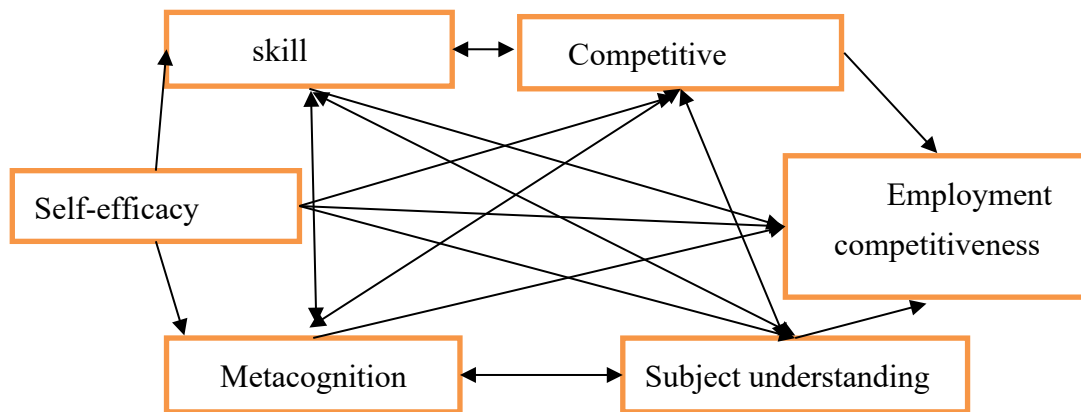 skill
Competitive
Self-efficacy
Employment
competitiveness
Metacognition
Subject understanding